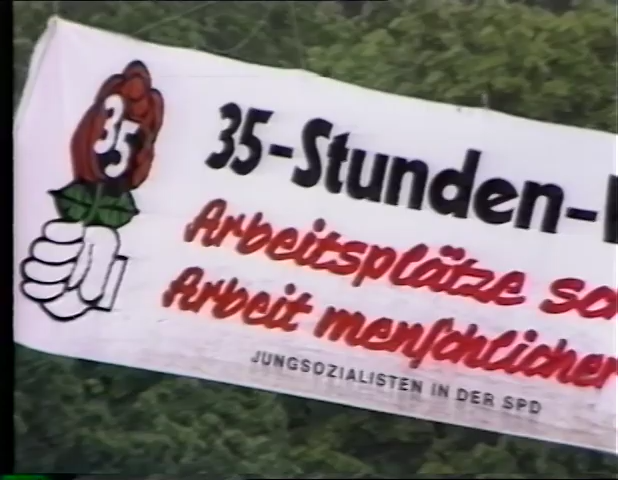 35
35-Stunden-
Arbeitsplätze
Arbeit menschlicher
JUNGSOZIALISTEN IN DER SPD